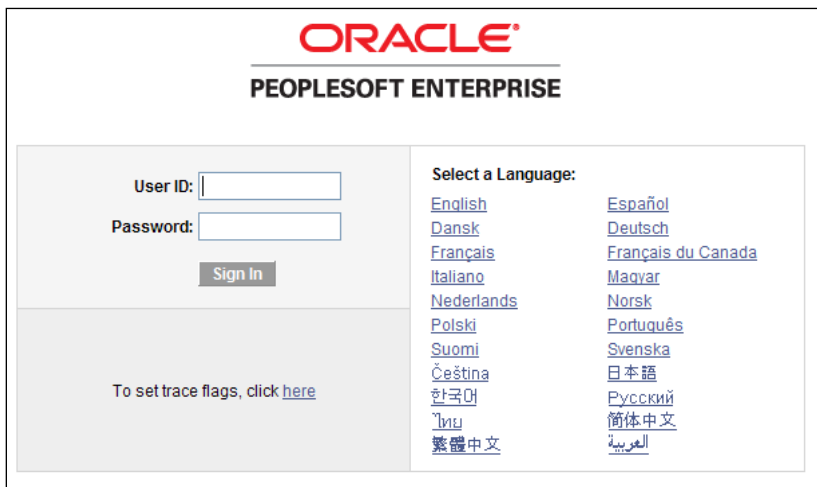 ORACLE
PEOPLESOFT ENTERPRISE
User ID:
Password:
Sign In
To set trace flags, click here
Select a Language:
English Español
Dansk Deutsch
Français Français du Canada
Italiano Magyar
Nederlands Norsk
Polski Português
Suomi Svenska
Čeština 日本語
한국어 Русский
ไทย 简体中文
繁體中文 العربية